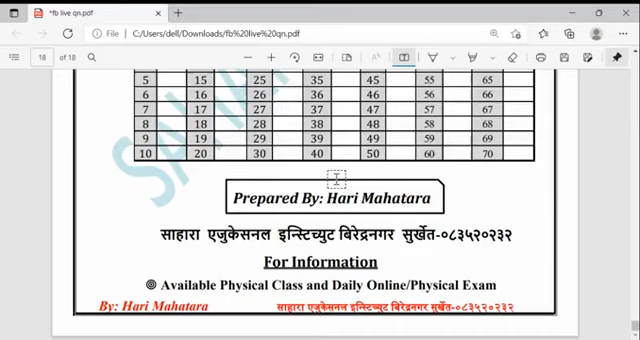 *fb live qn.pdf
File C:/Users/dell/Downloads/fb%20live%20qn.pdf
18 of 18
5 15 25 35 45 55 65
6 16 26 36 46 56 66
7 17 27 37 47 57 67
8 18 28 38 48 58 68
9 19 29 39 49 59 69
10 20 30 40 50 60 70
Prepared By: Hari Mahatara
साहारा एजुकेसनल इन्स्टिच्युट बिरेद्रनगर सुर्खेत-०८३५२०२३२
For Information
Available Physical Class and Daily Online/Physical Exam
By: Hari Mahatara साहारा एजुकेसनल इन्स्टिच्युट बिरेद्रनगर सुर्खेत-०८३५२०२३२